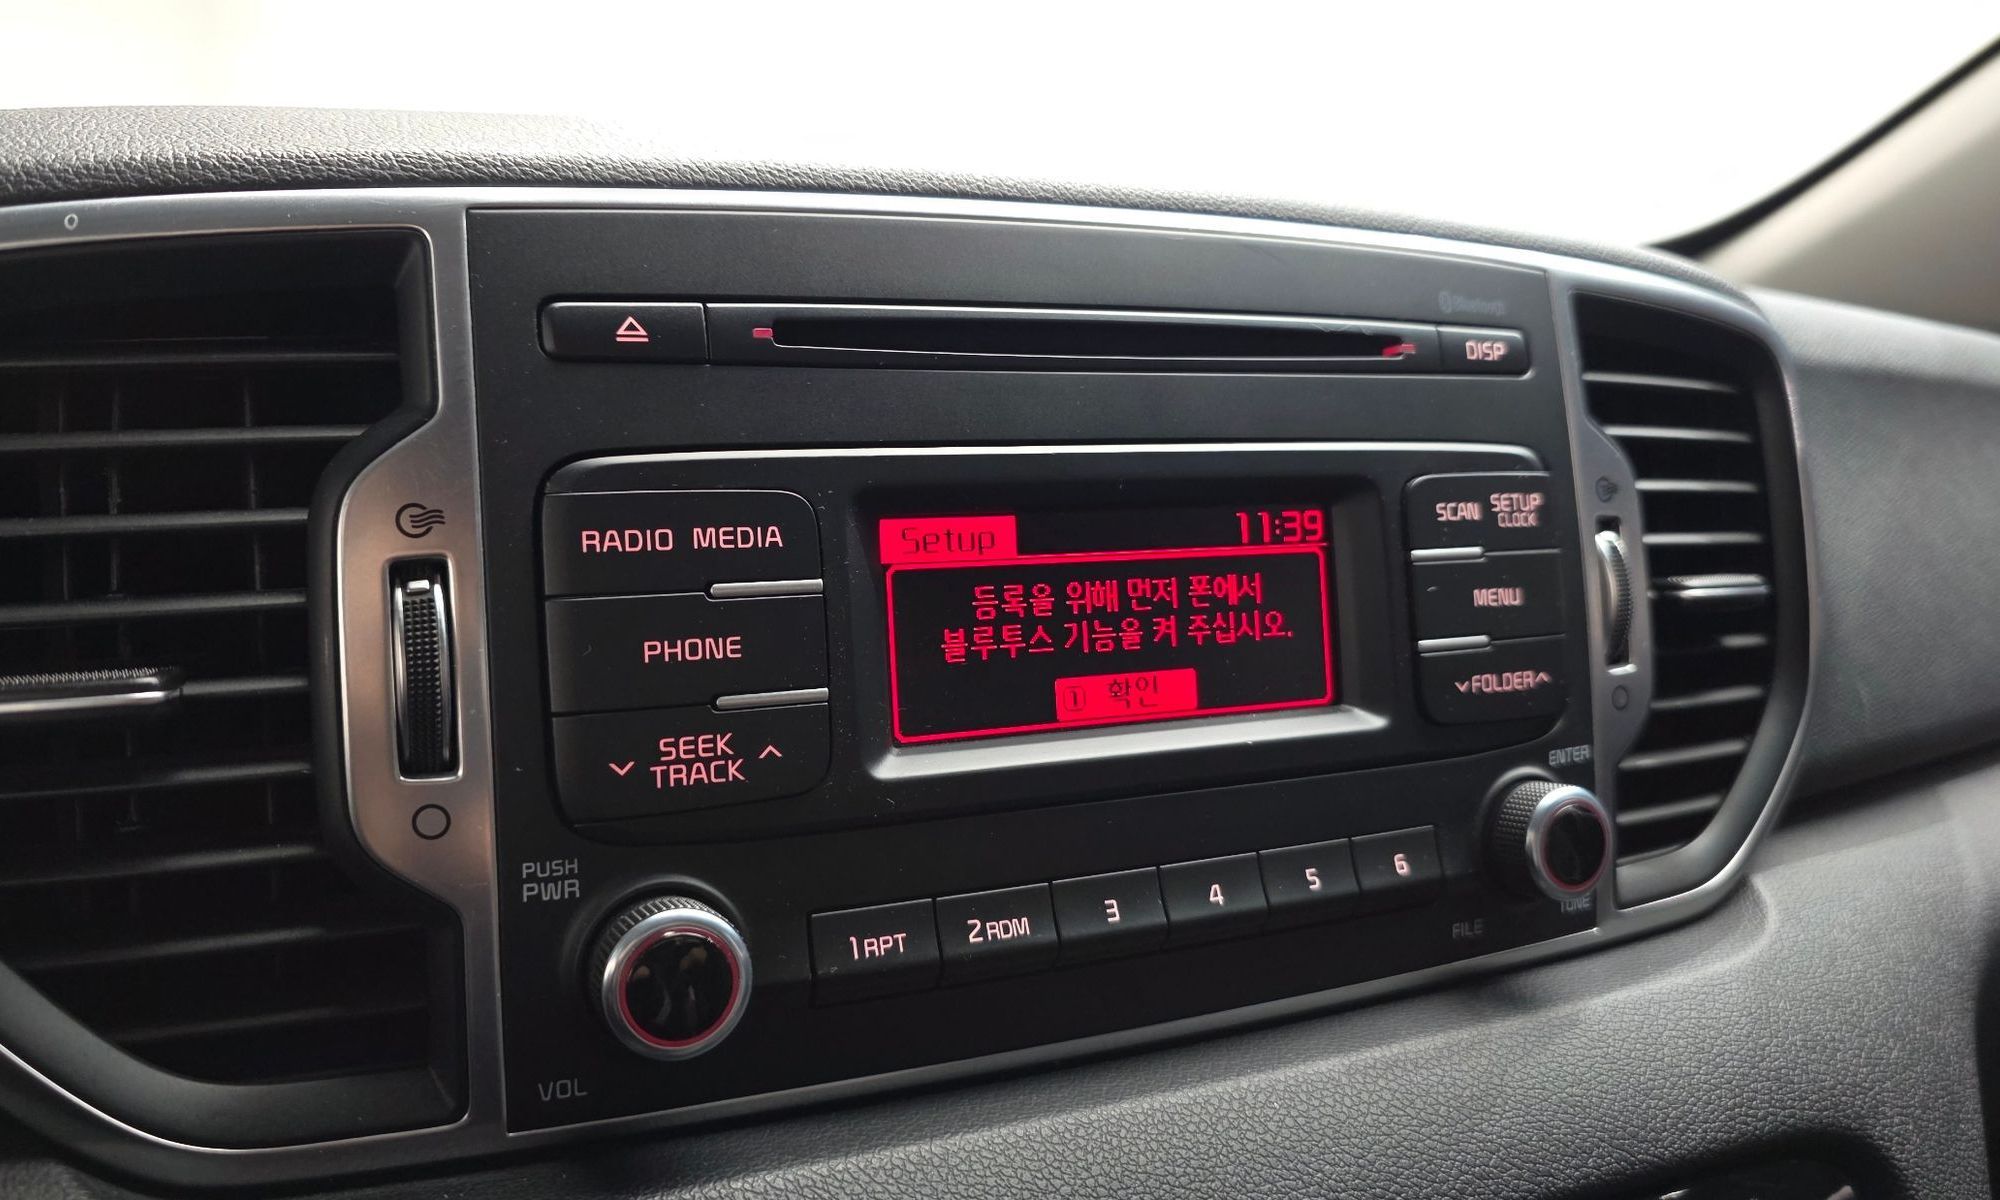 Bluetooth
DISP
RADIO MEDIA
PHONE
SEEK
TRACK
Setup 11:39
등록을 위해 먼저 폰에서
블루투스 기능을 켜 주십시오.
1 확인
SCAN SETUP
CLOCK
MENU
FOLDER
PUSH
PWR
VOL
1 RPT
2 RDM
3
4
5
6
ENTER
TUNE
FILE